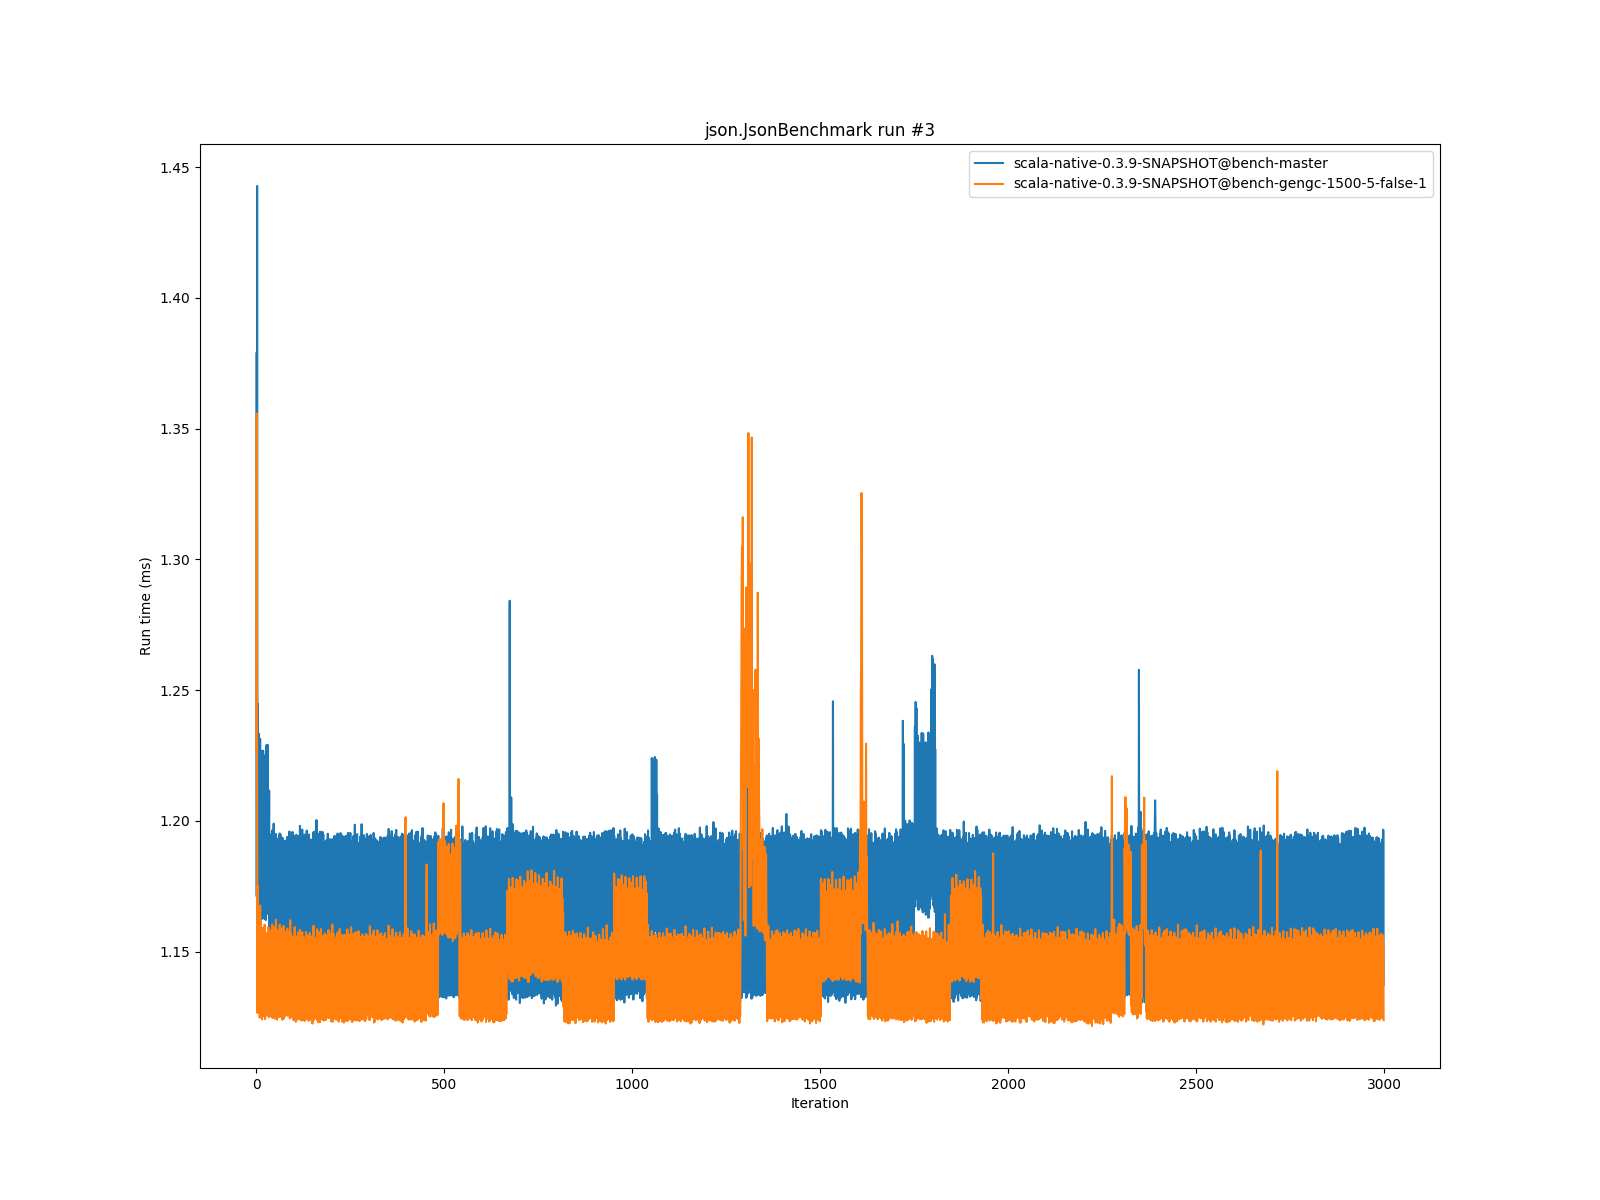 json.JsonBenchmark run #3
scala-native-0.3.9-SNAPSHOT@bench-master
scala-native-0.3.9-SNAPSHOT@bench-gengc-1500-5-false-1
1.45
1.40
1.35
1.30
1.25
1.20
1.15
Run time (ms)
0 500 1000 1500 2000 2500 3000
Iteration